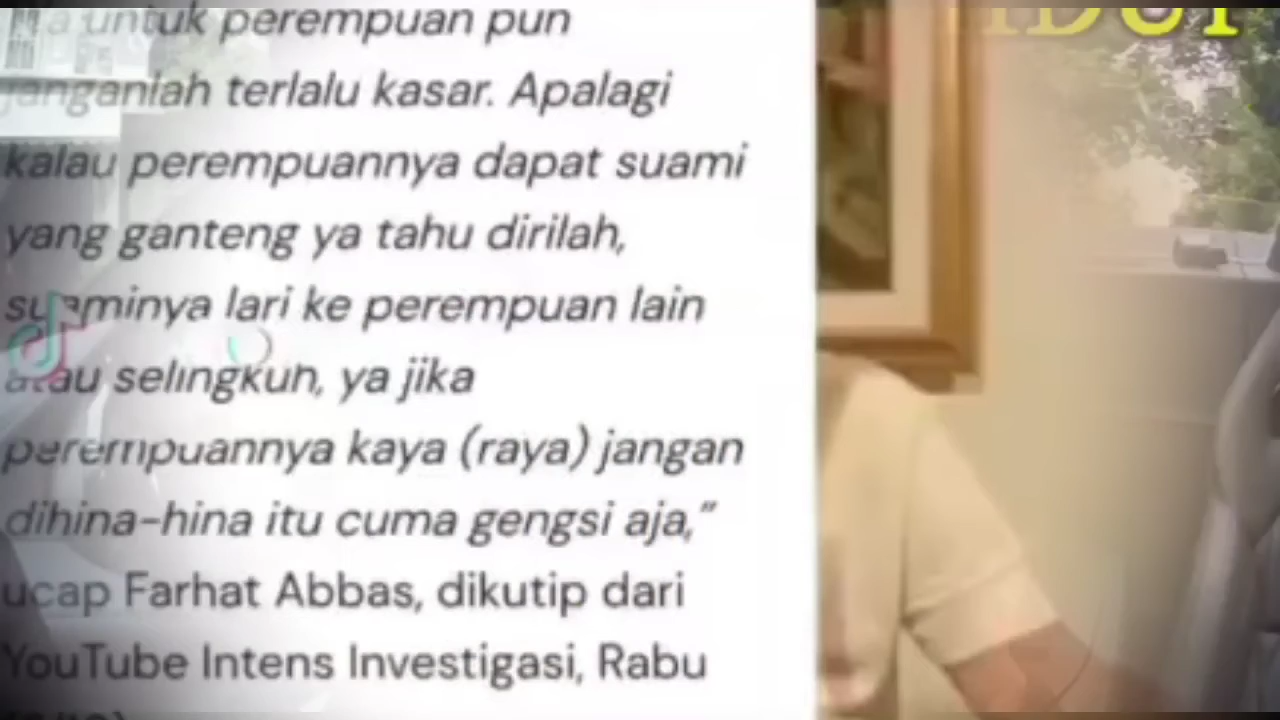 untuk perempuan pun
janganlah terlalu kasar. Apalagi
kalau perempuannya dapat suami
yang ganteng ya tahu dirilah,
suaminya lari ke perempuan lain
atau selingkuh, ya jika
perempuannya kaya (raya) jangan
dihina-hina itu cuma gengsi aja,”
ucap Farhat Abbas, dikutip dari
YouTube Intens Investigasi, Rabu